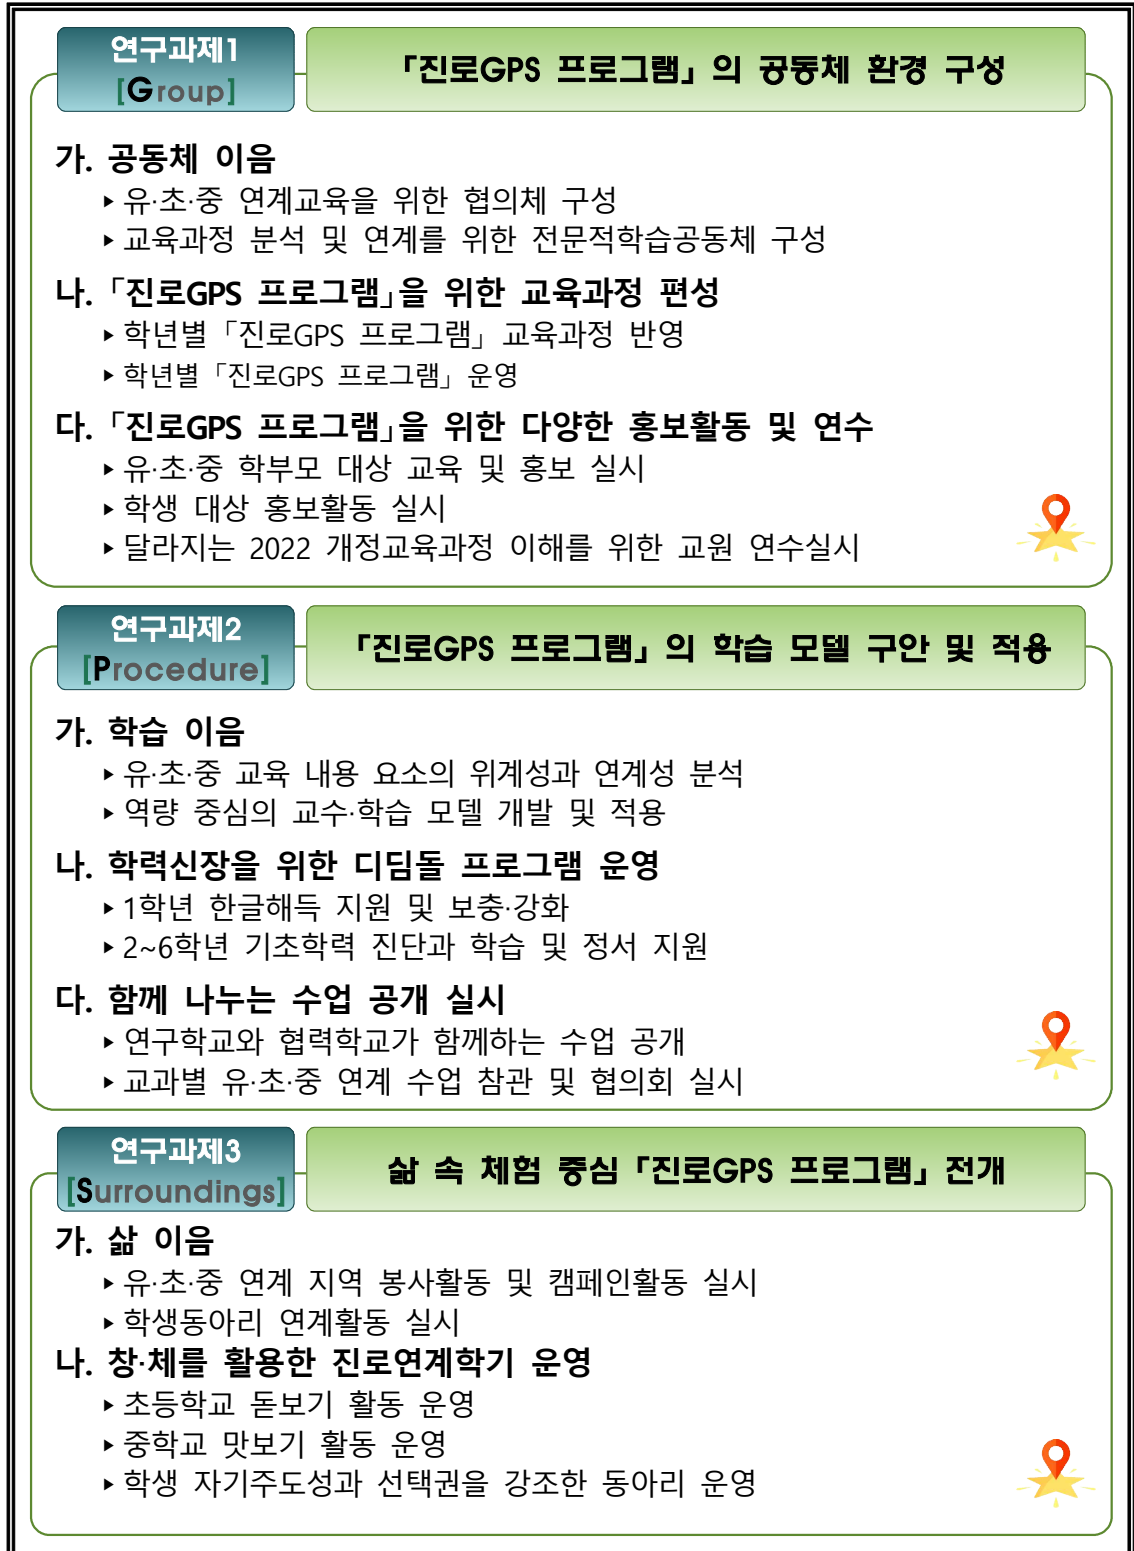 연구과제1
[Group]
「진로GPS 프로그램」의 공동체 환경 구성
가. 공동체 이음
▸유·초·중 연계교육을 위한 협의체 구성
▸교육과정 분석 및 연계를 위한 전문적학습공동체 구성
나.「진로GPS 프로그램」을 위한 교육과정 편성
▸학년별「진로GPS 프로그램」교육과정 반영
▸학년별「진로GPS 프로그램」운영
다.「진로GPS 프로그램」을 위한 다양한 홍보활동 및 연수
▸유·초·중 학부모 대상 교육 및 홍보 실시
▸학생 대상 홍보활동 실시
▸달라지는 2022 개정교육과정 이해를 위한 교원 연수실시
연구과제2
[Procedure]
「진로GPS 프로그램」의 학습 모델 구안 및 적용
가. 학습 이음
▸유·초·중 교육 내용 요소의 위계성과 연계성 분석
▸역량 중심의 교수·학습 모델 개발 및 적용
나. 학력신장을 위한 디딤돌 프로그램 운영
▸1학년 한글해득 지원 및 보충·강화
▸2~6학년 기초학력 진단과 학습 및 정서 지원
다. 함께 나누는 수업 공개 실시
▸연구학교와 협력학교가 함께하는 수업 공개
▸교과별 유·초·중 연계 수업 참관 및 협의회 실시
연구과제3
[Surroundings]
삶 속 체험 중심「진로GPS 프로그램」전개
가. 삶 이음
▸유·초·중 연계 지역 봉사활동 및 캠페인활동 실시
▸학생동아리 연계활동 실시
나. 창·체를 활용한 진로연계학기 운영
▸초등학교 돋보기 활동 운영
▸중학교 맛보기 활동 운영
▸학생 자기주도성과 선택권을 강조한 동아리 운영